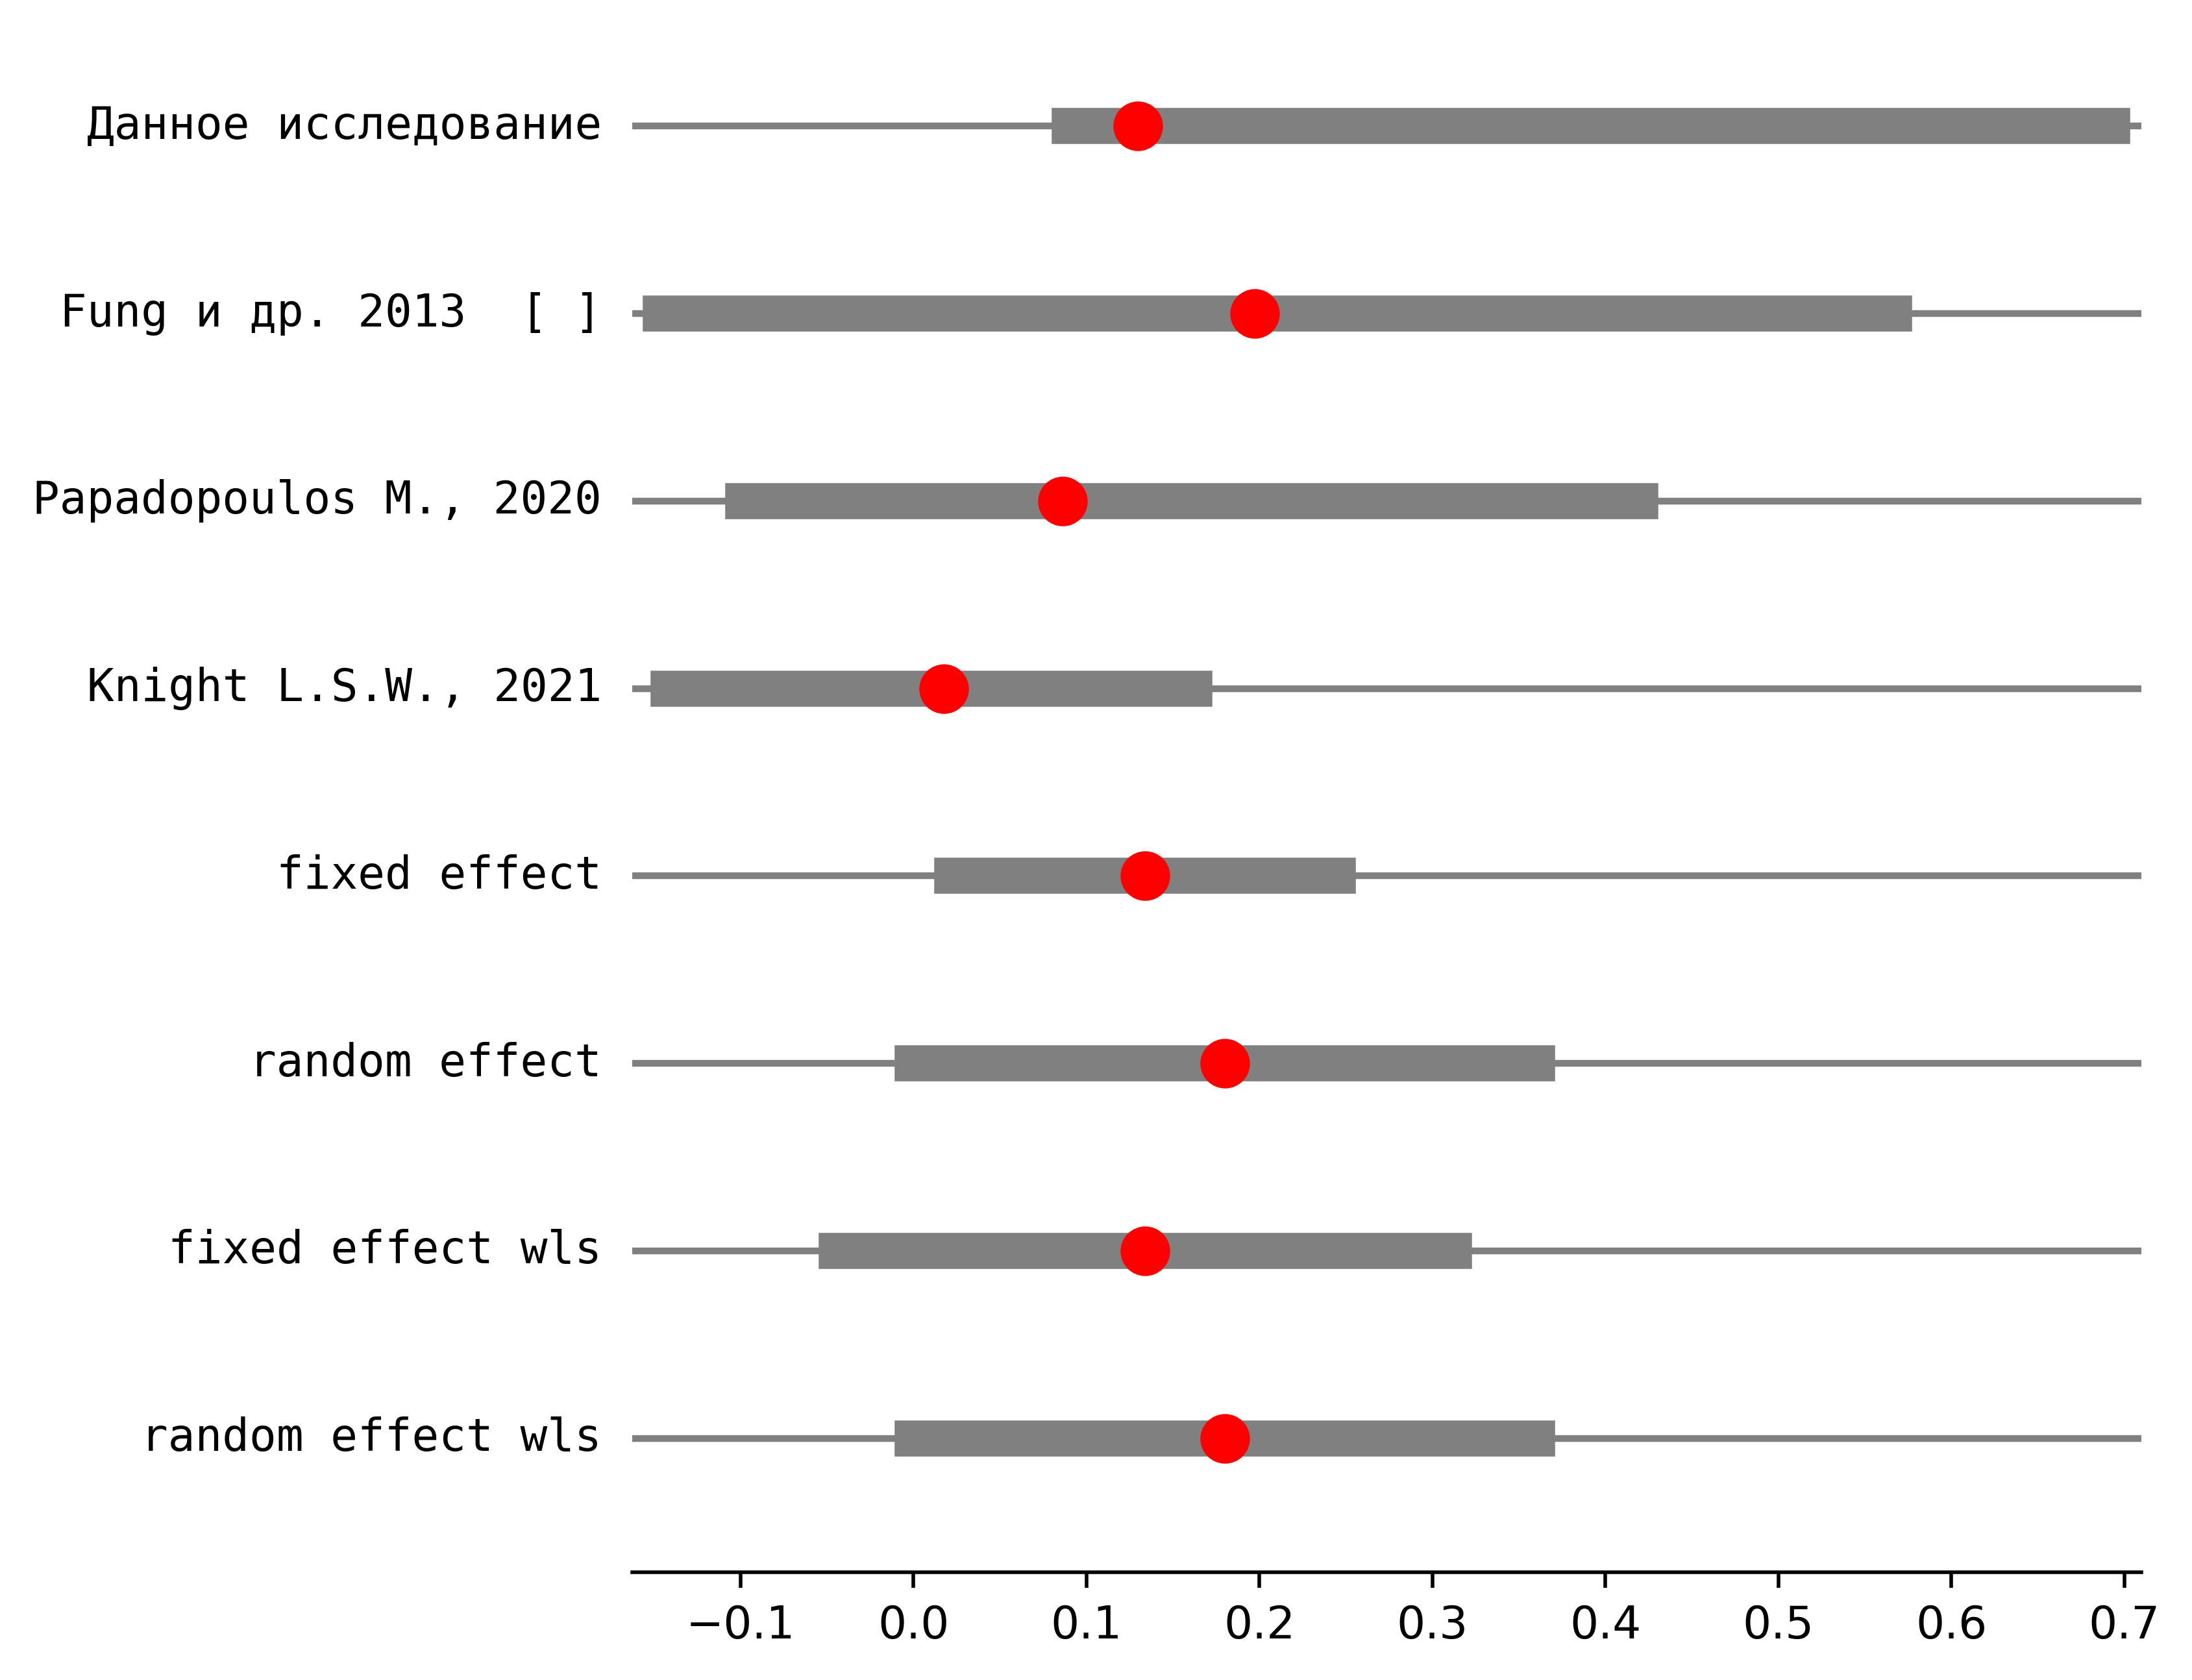 Данное исследование
Fung и др. 2013  [ ]
Papadopoulos M., 2020
Knight L.S.W., 2021
fixed effect
random effect
fixed effect wls
random effect wls
−0.1 0.0 0.1 0.2 0.3 0.4 0.5 0.6 0.7